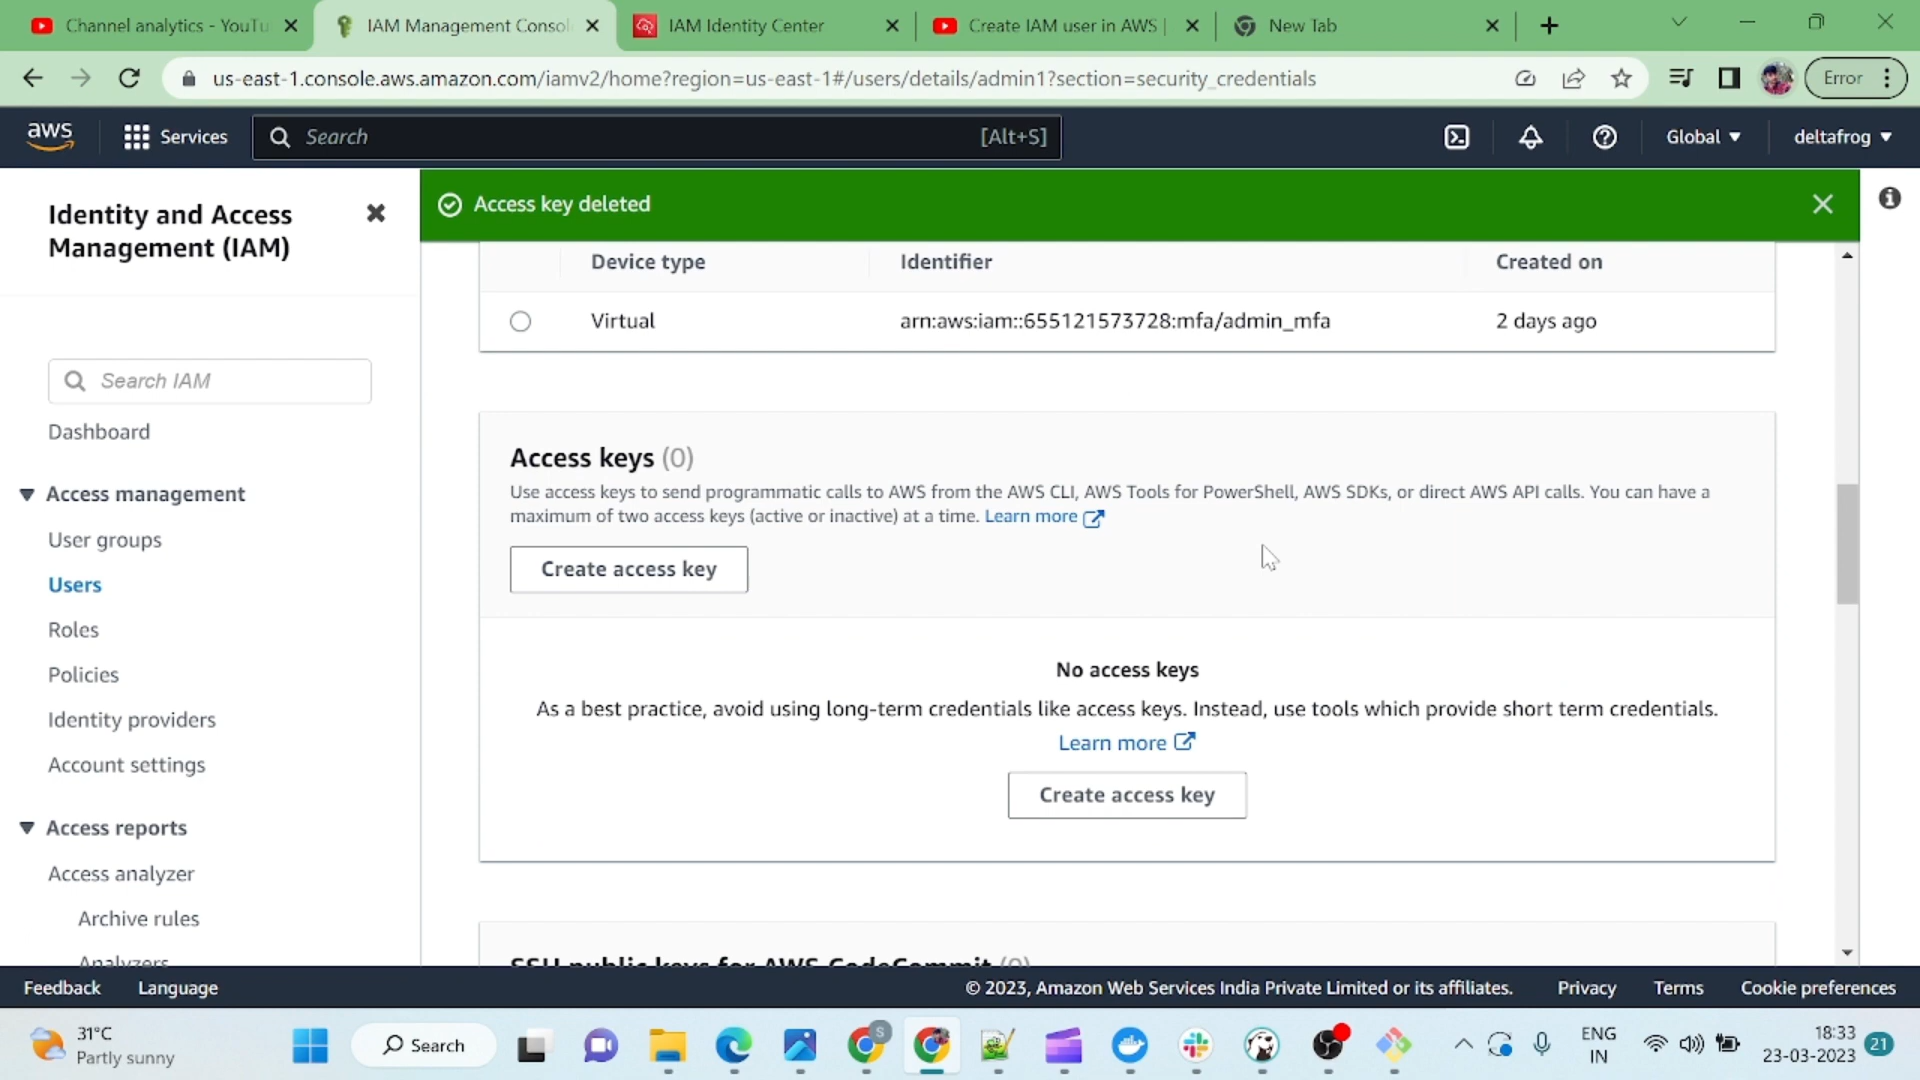 Channel analytics - YouTu
IAM Management Consol
IAM Identity Center
Create IAM user in AWS |
New Tab
us-east-1.console.aws.amazon.com/iamv2/home?region=us-east-1#/users/details/admin1?section=security_credentials
Error
aws
Services
Search
[Alt+S]
Global
deltafrog
Identity and Access
Management (IAM)
Search IAM
Dashboard
Access management
User groups
Users
Roles
Policies
Identity providers
Account settings
Access reports
Access analyzer
Archive rules
Analyzers
Access key deleted
Device type Identifier Created on
Virtual arn:aws:iam::655121573728:mfa/admin_mfa 2 days ago
Access keys (0)
Use access keys to send programmatic calls to AWS from the AWS CLI, AWS Tools for PowerShell, AWS SDKs, or direct AWS API calls. You can have a
maximum of two access keys (active or inactive) at a time. Learn more
Create access key
No access keys
As a best practice, avoid using long-term credentials like access keys. Instead, use tools which provide short term credentials.
Learn more
Create access key
SSH public keys for AWS CodeCommit (0)
Feedback
Language
© 2023, Amazon Web Services India Private Limited or its affiliates.
Privacy
Terms
Cookie preferences
31°C
Partly sunny
Search
S
ENG
IN
18:33
23-03-2023
21